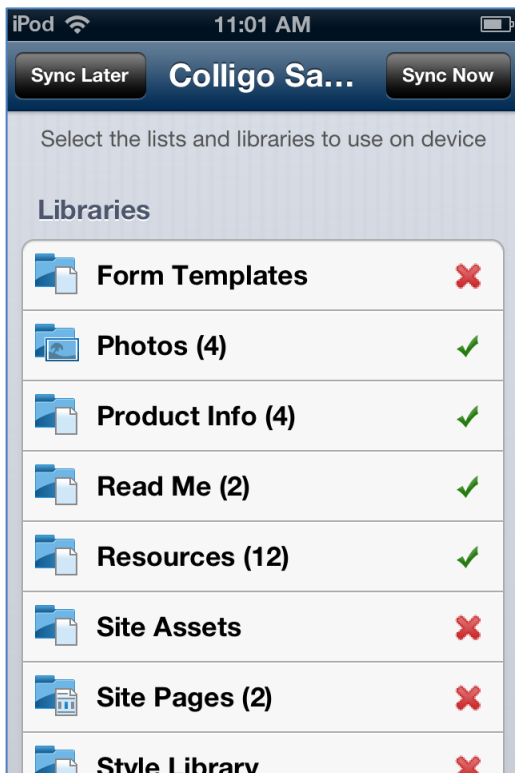 iPod 11:01 AM
Sync Later Colligo Sa... Sync Now
Select the lists and libraries to use on device
Libraries
Form Templates
Photos (4)
Product Info (4)
Read Me (2)
Resources (12)
Site Assets
Site Pages (2)
Style Library